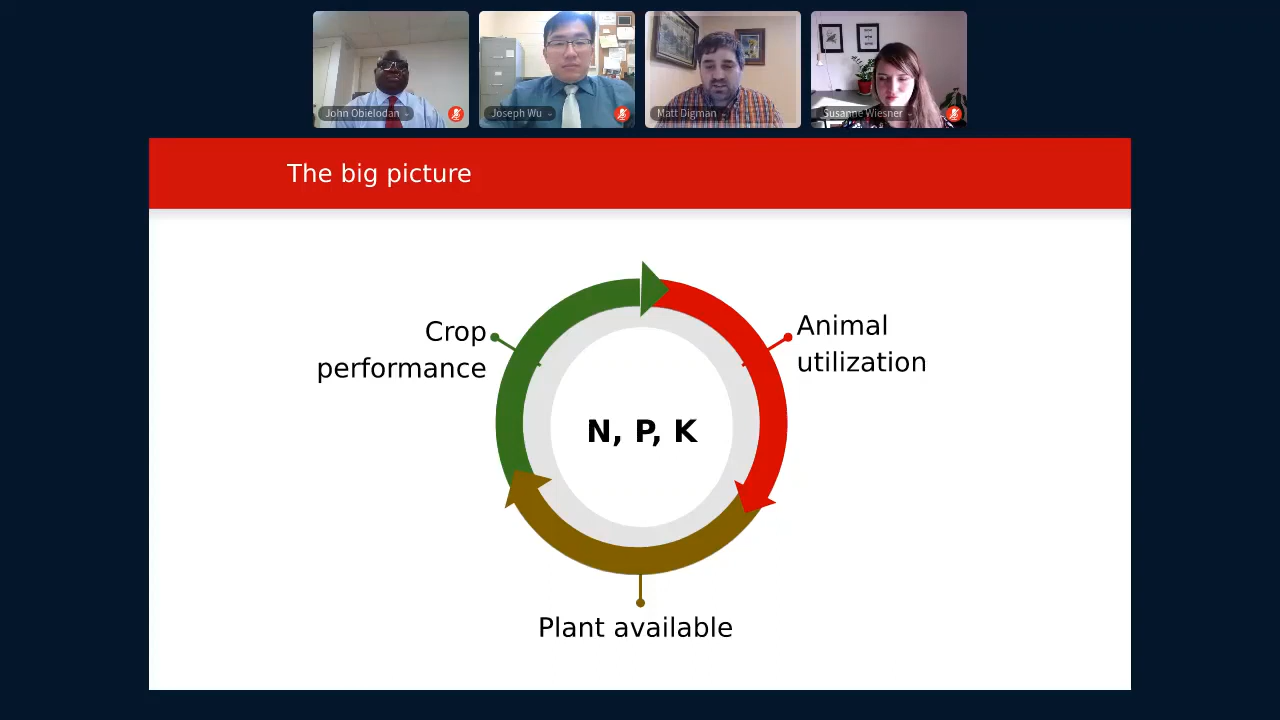 John Obielodan
Joseph Wu
Matt Digman
Susanne Wiesner
The big picture
Crop
performance
Animal
utilization
N, P, K
Plant available